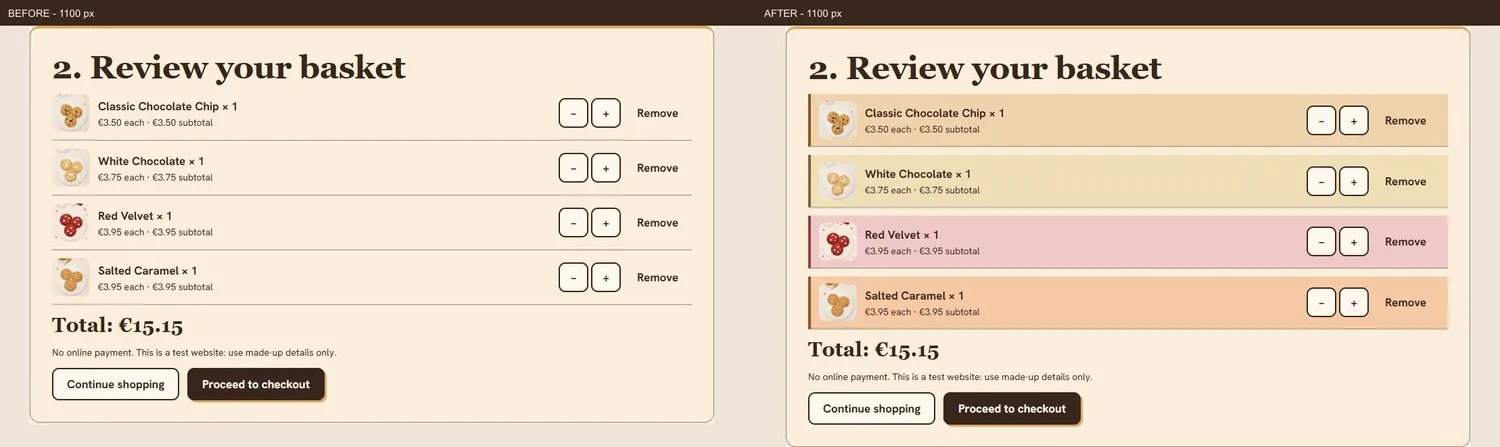 BEFORE - 1100 px
2. Review your basket
Classic Chocolate Chip × 1
€3.50 each · €3.50 subtotal
− + Remove
White Chocolate × 1
€3.75 each · €3.75 subtotal
− + Remove
Red Velvet × 1
€3.95 each · €3.95 subtotal
− + Remove
Salted Caramel × 1
€3.95 each · €3.95 subtotal
− + Remove
Total: €15.15
No online payment. This is a test website: use made-up details only.
Continue shopping
Proceed to checkout
AFTER - 1100 px
2. Review your basket
Classic Chocolate Chip × 1
€3.50 each · €3.50 subtotal
− + Remove
White Chocolate × 1
€3.75 each · €3.75 subtotal
− + Remove
Red Velvet × 1
€3.95 each · €3.95 subtotal
− + Remove
Salted Caramel × 1
€3.95 each · €3.95 subtotal
− + Remove
Total: €15.15
No online payment. This is a test website: use made-up details only.
Continue shopping
Proceed to checkout